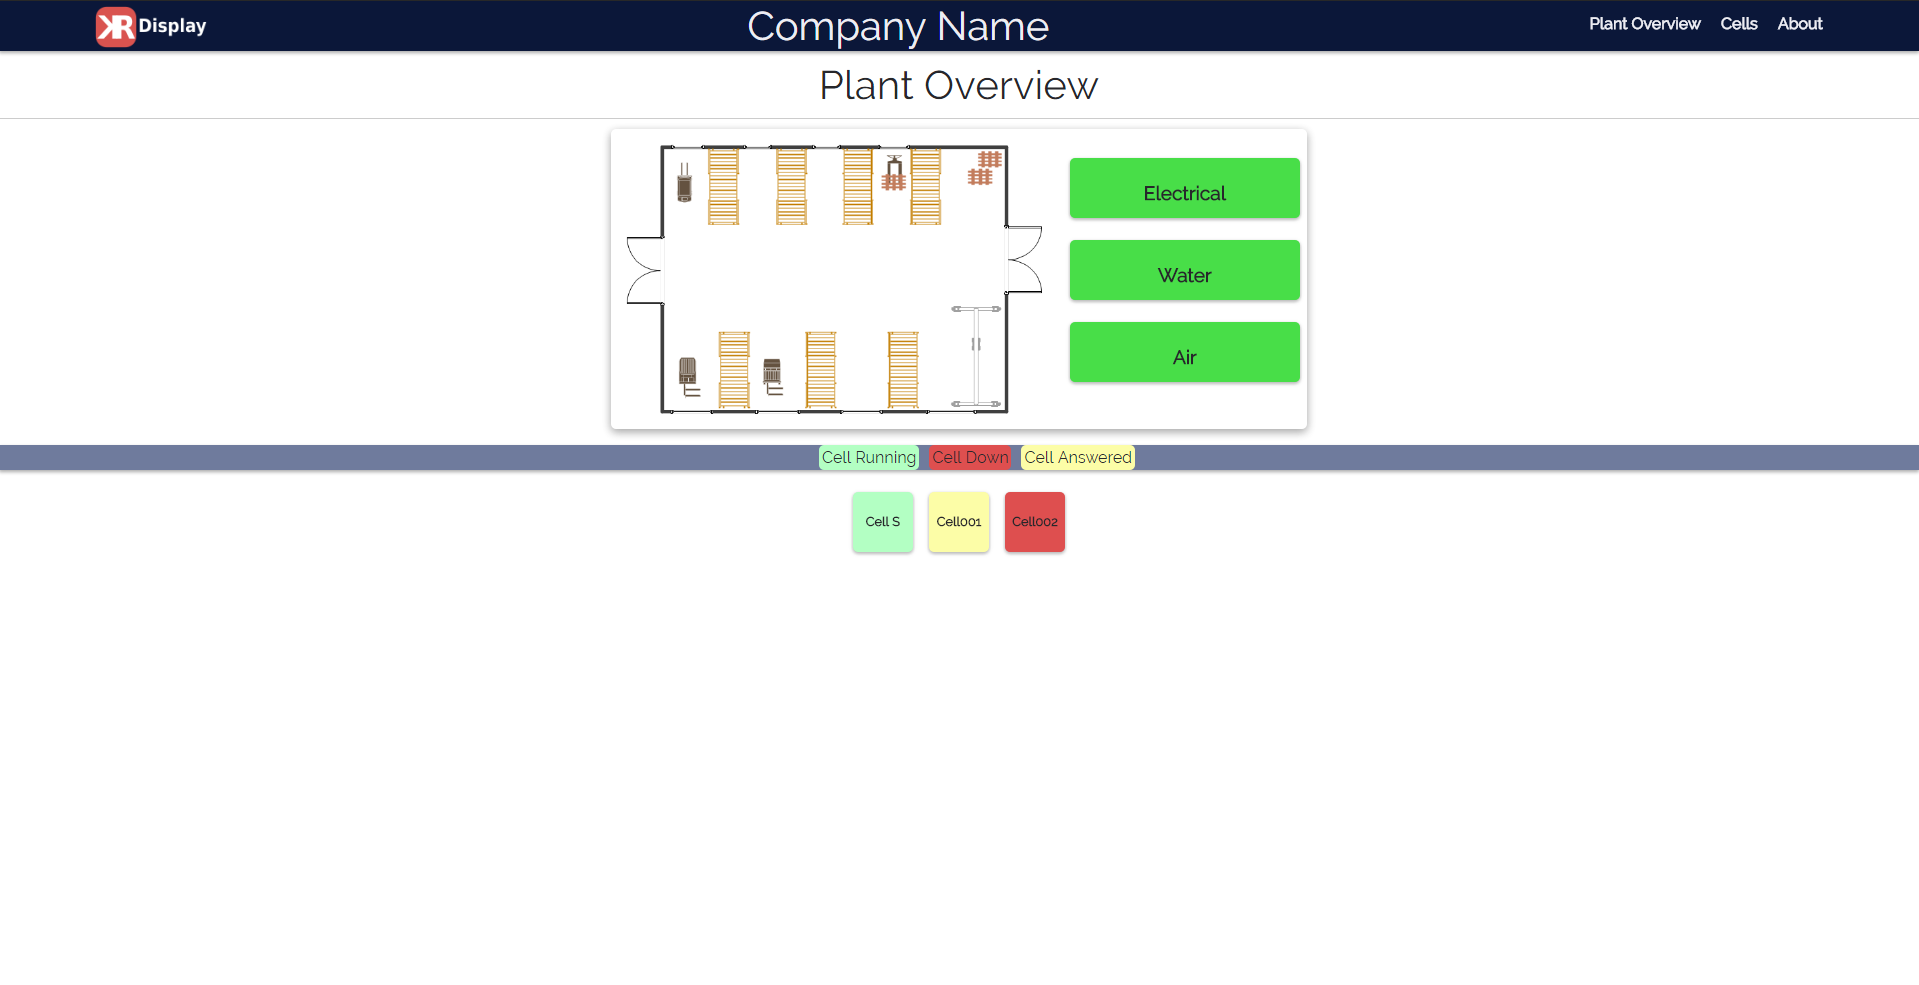 KR Display
Company Name
Plant Overview
Cells
About
Plant Overview
Electrical
Water
Air
Cell Running
Cell Down
Cell Answered
Cell S
Cell001
Cell002